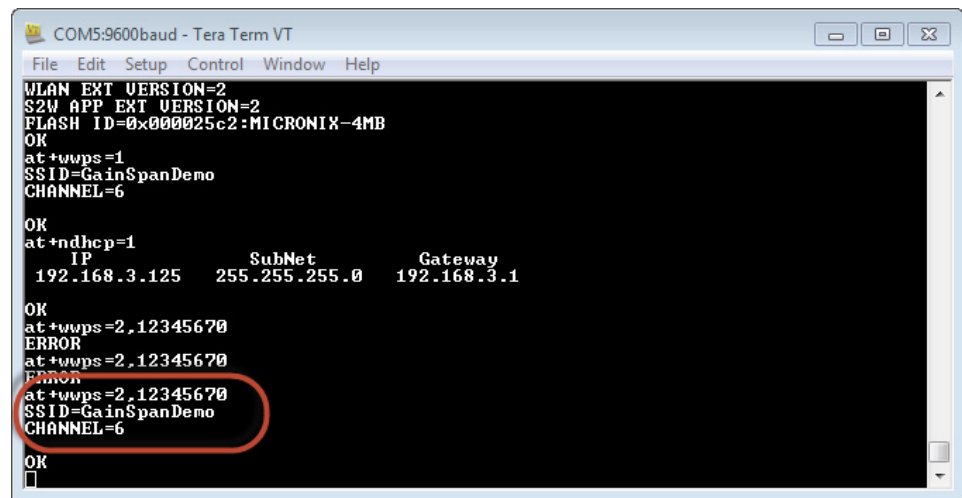 COM5:9600baud - Tera Term VT
File Edit Setup Control Window Help
WLAN EXT VERSION=2
S2W APP EXT VERSION=2
FLASH ID=0x000025c2:MICRONIX-4MB
OK
at+wwps=1
SSID=GainSpanDemo
CHANNEL=6
OK
at+ndhcp=1
IP SubNet Gateway
192.168.3.125 255.255.255.0 192.168.3.1
OK
at+wwps=2,12345670
ERROR
at+wwps=2,12345670
ERROR
at+wwps=2,12345670
SSID=GainSpanDemo
CHANNEL=6
OK